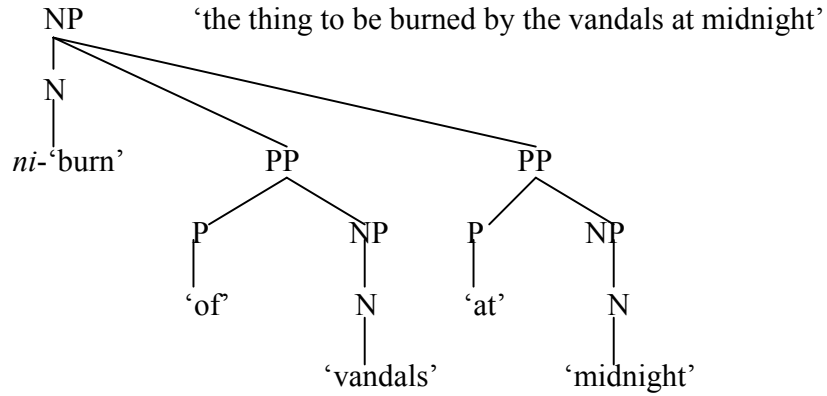 NP ‘the thing to be burned by the vandals at midnight’
N
ni-‘burn’ PP PP
P NP P NP
‘of’ N ‘at’ N
‘vandals’ ‘midnight’